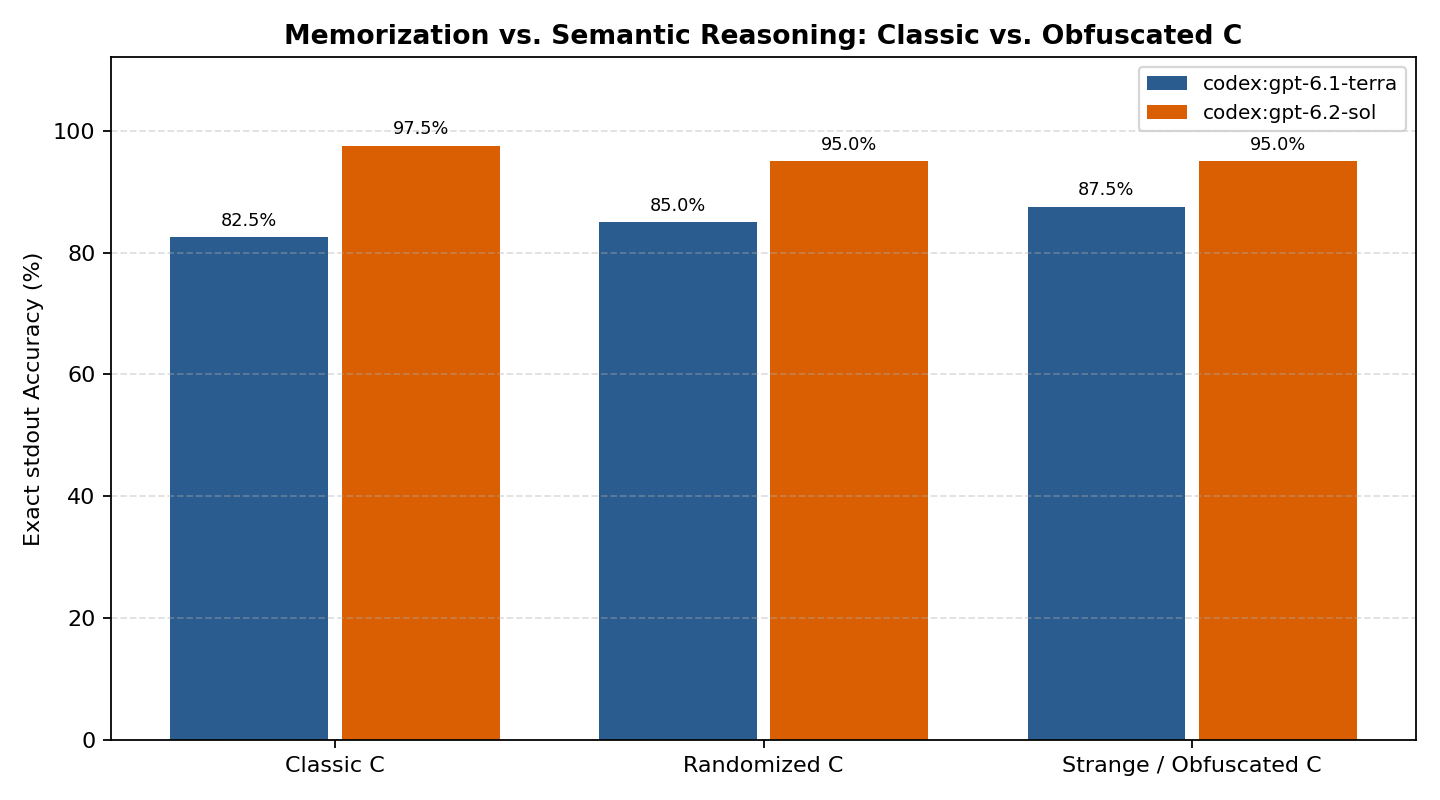 Memorization vs. Semantic Reasoning: Classic vs. Obfuscated C
codex:gpt-6.1-terra
codex:gpt-6.2-sol
Exact stdout Accuracy (%)
100
80
60
40
20
0
82.5%
97.5%
85.0%
95.0%
87.5%
95.0%
Classic C
Randomized C
Strange / Obfuscated C